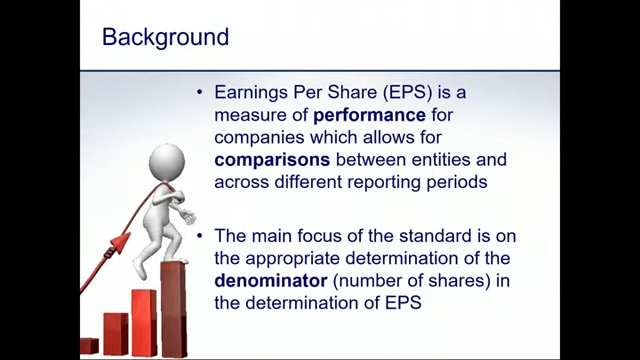 Background
• Earnings Per Share (EPS) is a
measure of performance for
companies which allows for
comparisons between entities and
across different reporting periods
• The main focus of the standard is on
the appropriate determination of the
denominator (number of shares) in
the determination of EPS